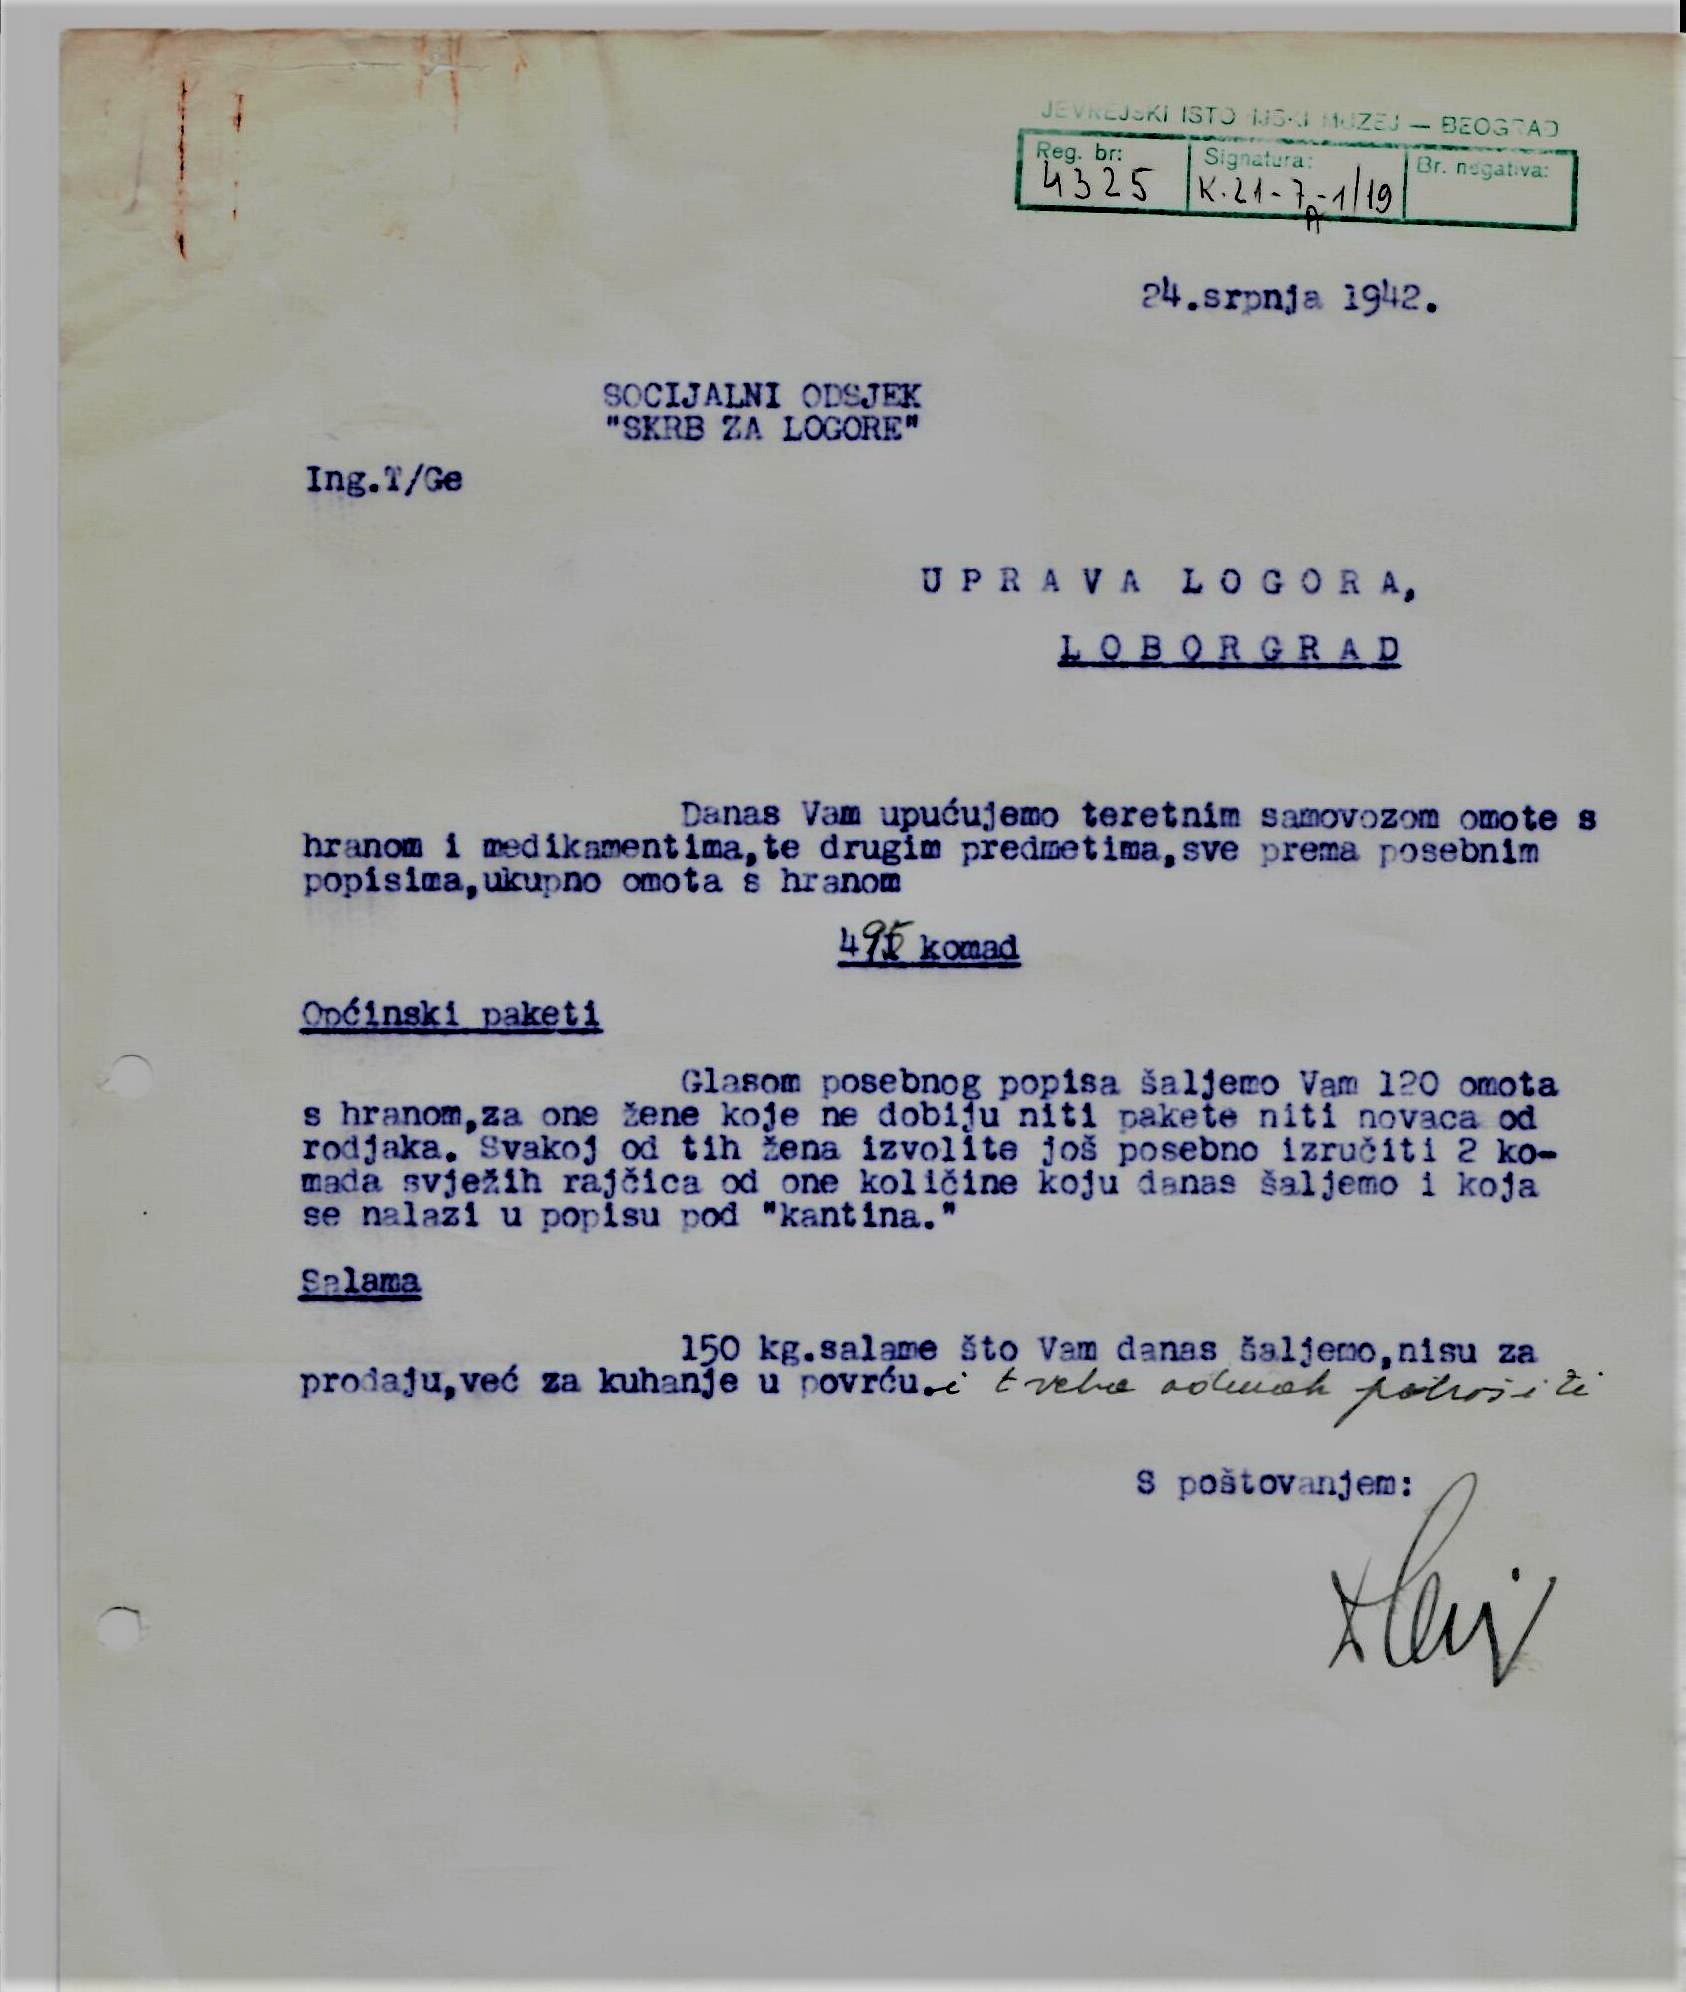 JEVREJSKI ISTORIJSKI MUZEJ — BEOGRAD
Reg. br: Signatura: Br. negativa:
4325 K.21-7A-1/19
24.srpnja 1942.
SOCIJALNI ODSJEK
"SKRB ZA LOGORE"
Ing.T/Ge
UPRAVA LOGORA,
LOBORGRAD
Danas Vam upućujemo teretnim samovozom omote s
hranom i medikamentima,te drugim predmetima,sve prema posebnim
popisima,ukupno omota s hranom
495 komad
Općinski paketi
Glasom posebnog popisa šaljemo Vam 120 omota
s hranom,za one žene koje ne dobiju niti pakete niti novaca od
rodjaka. Svakoj od tih žena izvolite još posebno izručiti 2 ko-
mada svježih rajčica od one količine koju danas šaljemo i koja
se nalazi u popisu pod "kantina."
Salama
150 kg.salame što Vam danas šaljemo,nisu za
prodaju,već za kuhanje u povrću. i treba odmah potrošiti
S poštovanjem: